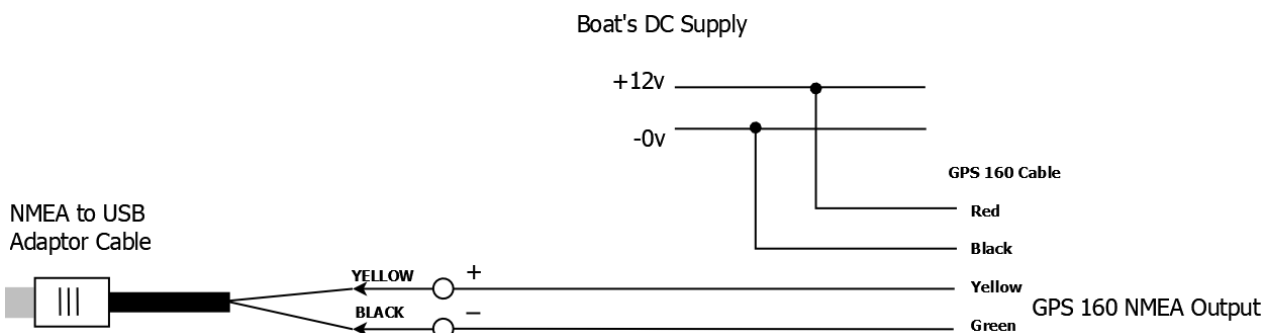 Boat's DC Supply
+12v
-0v
GPS 160 Cable
Red
Black
NMEA to USB
Adaptor Cable
YELLOW
+
Yellow
BLACK
–
Green
GPS 160 NMEA Output